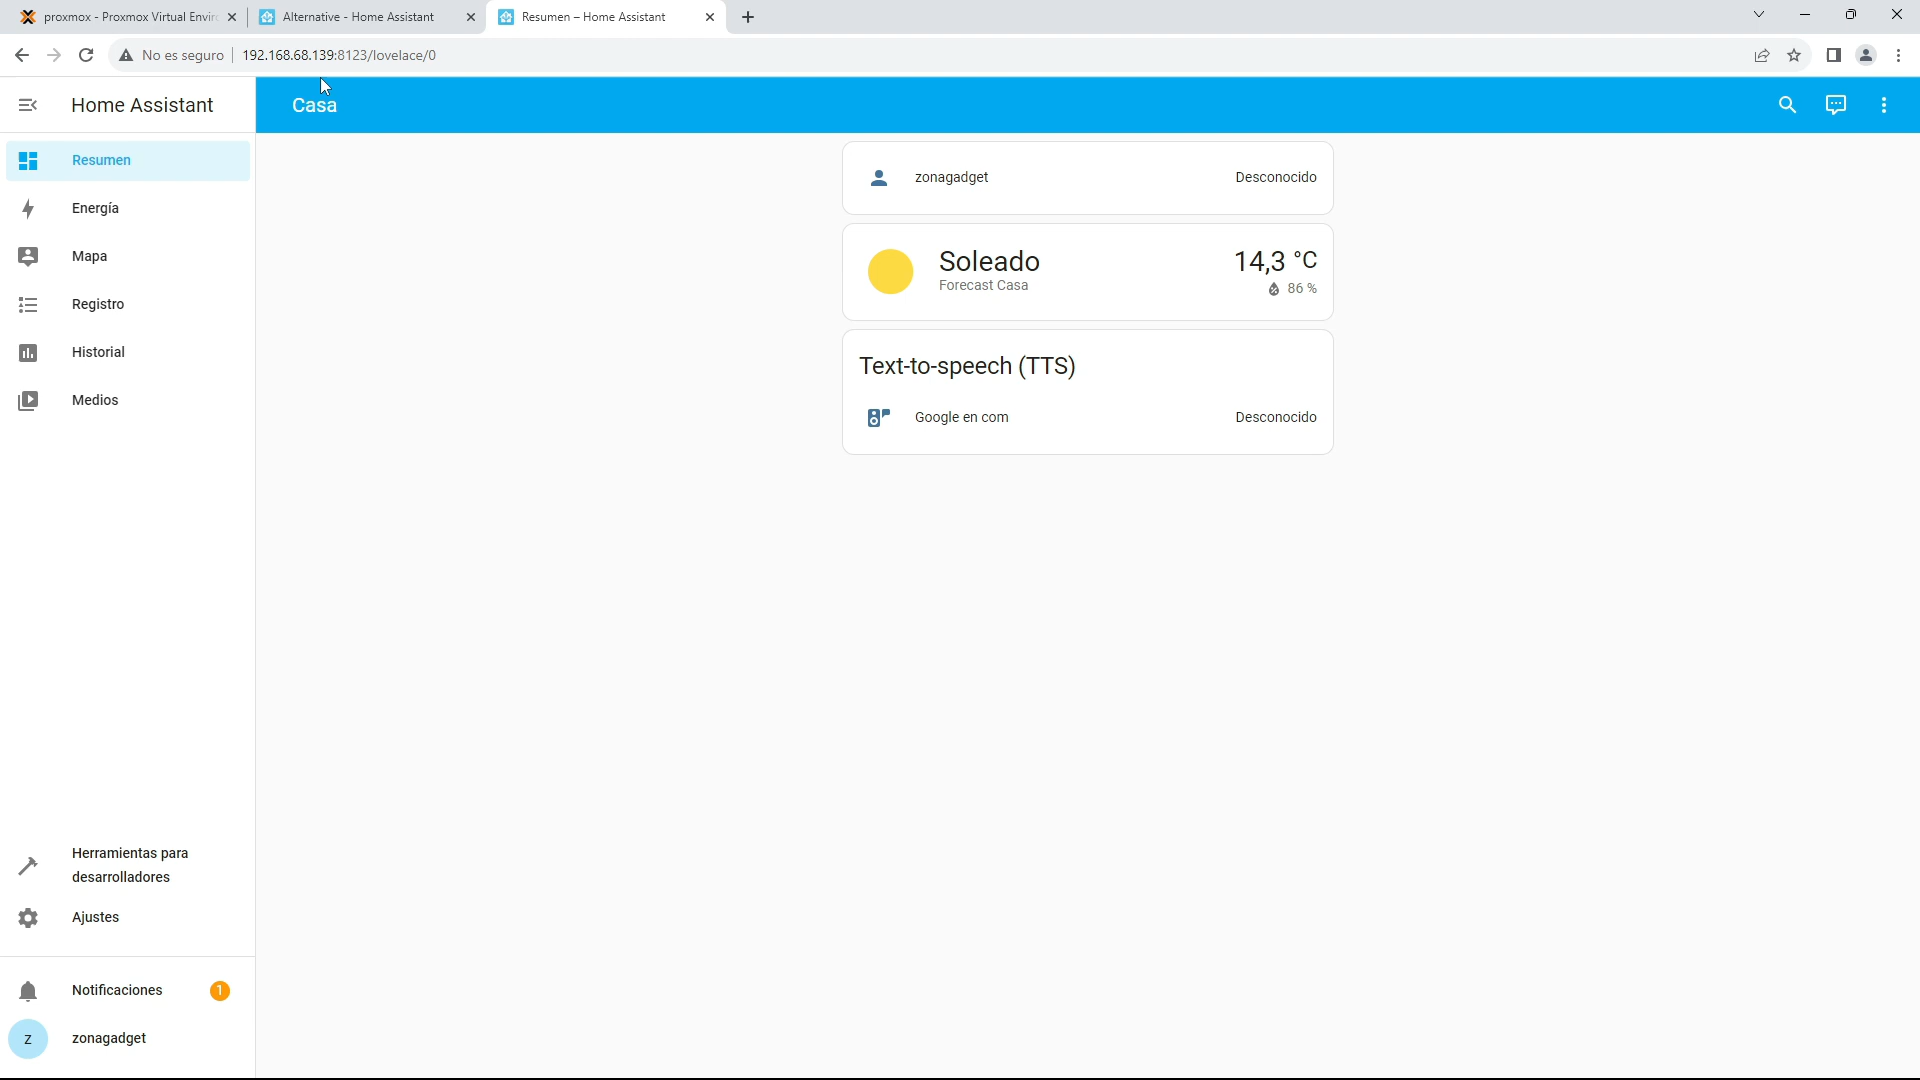 proxmox - Proxmox Virtual Enviro
Alternative - Home Assistant
Resumen – Home Assistant
No es seguro
192.168.68.139:8123/lovelace/0
Home Assistant
Casa
Resumen
Energía
Mapa
Registro
Historial
Medios
zonagadget
Desconocido
Soleado
14,3 °C
Forecast Casa
86 %
Text-to-speech (TTS)
Google en com
Desconocido
Herramientas para
desarrolladores
Ajustes
Notificaciones
1
Z
zonagadget